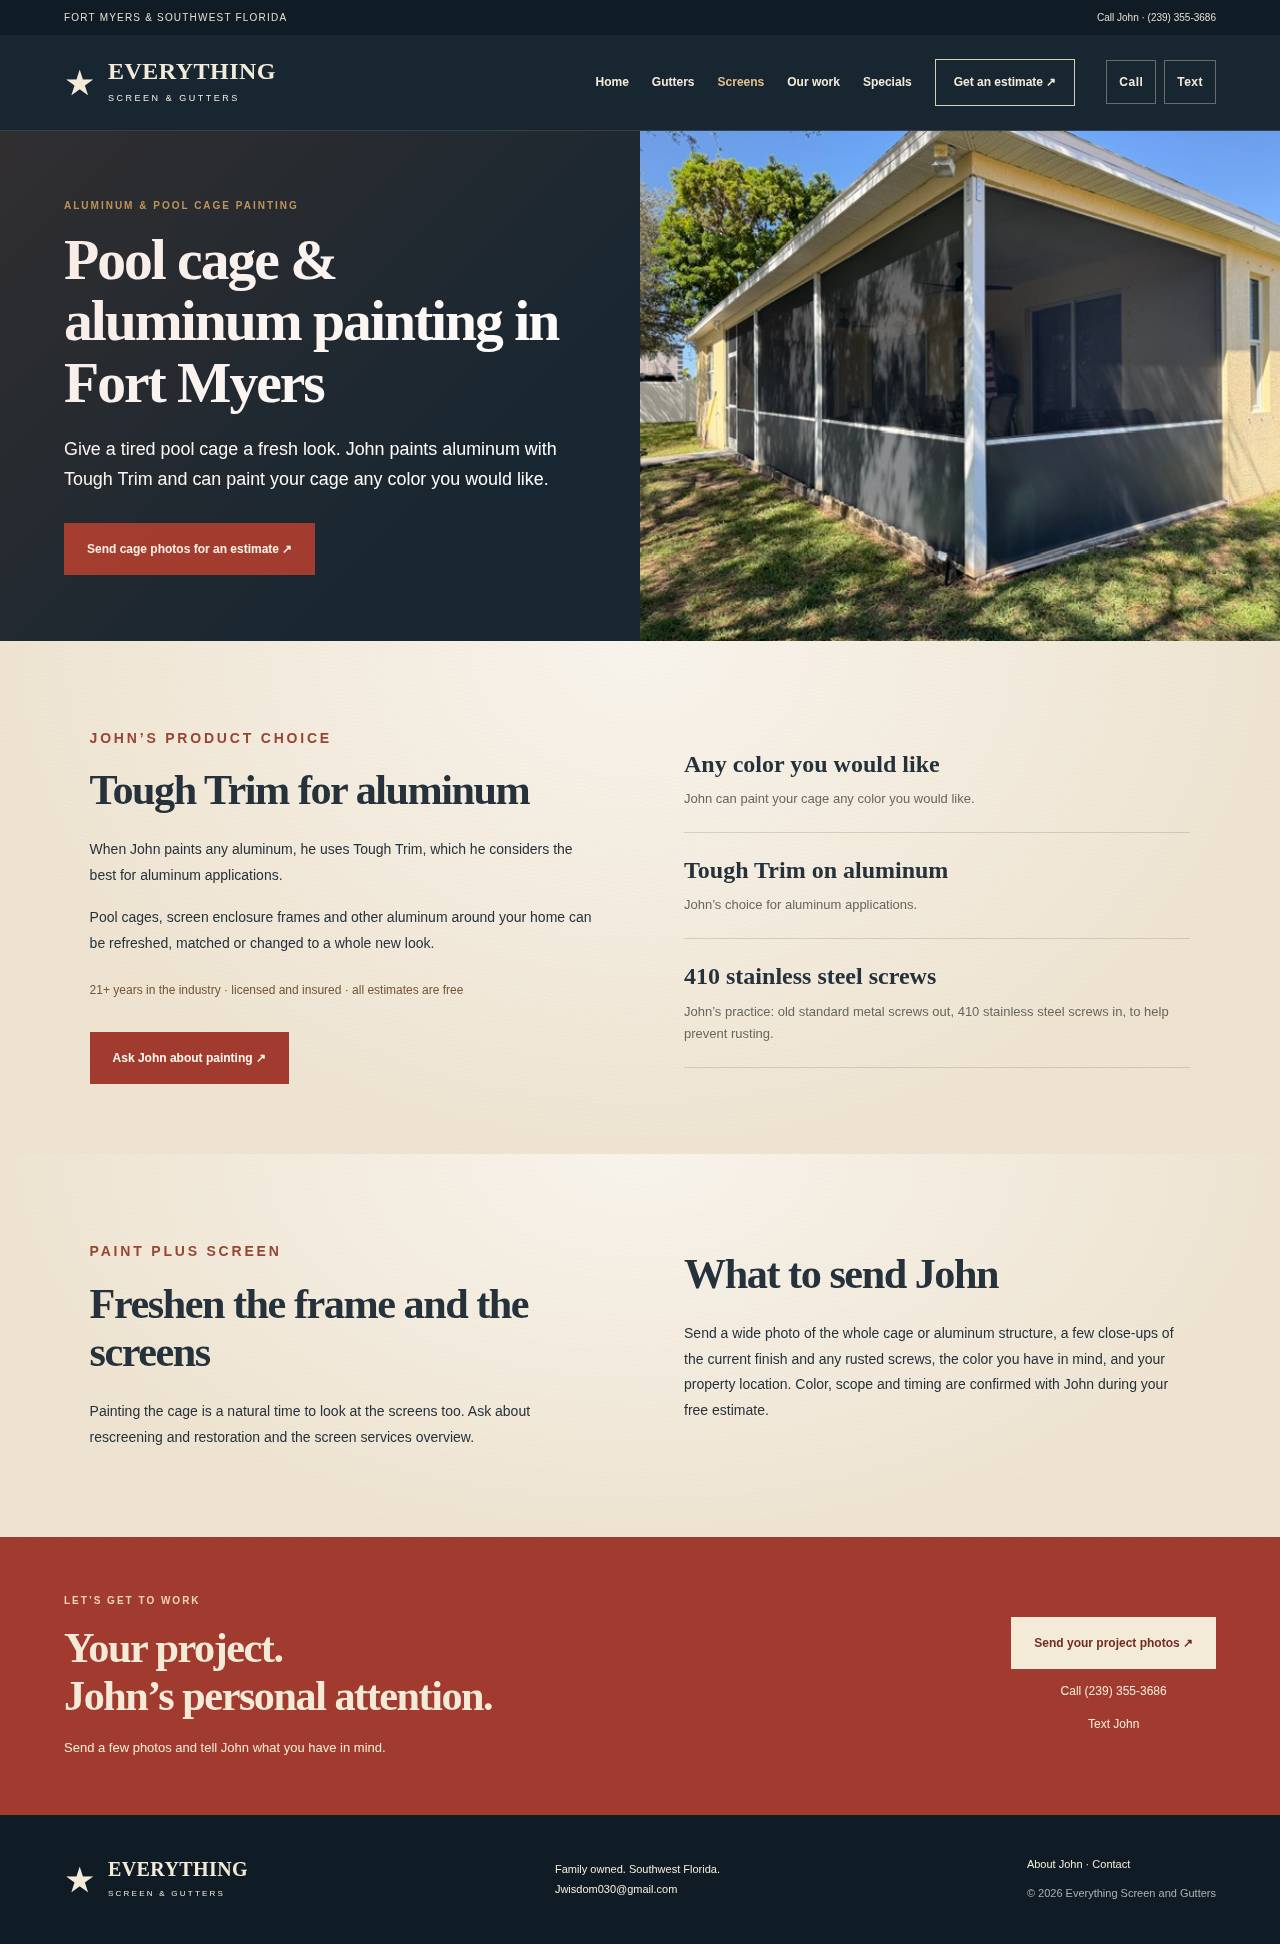 FORT MYERS & SOUTHWEST FLORIDA
Call John · (239) 355-3686
EVERYTHING
SCREEN & GUTTERS
Home Gutters Screens Our work Specials Get an estimate ↗ Call Text
ALUMINUM & POOL CAGE PAINTING
Pool cage &
aluminum painting in
Fort Myers
Give a tired pool cage a fresh look. John paints aluminum with
Tough Trim and can paint your cage any color you would like.
Send cage photos for an estimate ↗
JOHN’S PRODUCT CHOICE
Tough Trim for aluminum
When John paints any aluminum, he uses Tough Trim, which he considers the
best for aluminum applications.
Pool cages, screen enclosure frames and other aluminum around your home can
be refreshed, matched or changed to a whole new look.
21+ years in the industry · licensed and insured · all estimates are free
Ask John about painting ↗
Any color you would like
John can paint your cage any color you would like.
Tough Trim on aluminum
John’s choice for aluminum applications.
410 stainless steel screws
John’s practice: old standard metal screws out, 410 stainless steel screws in, to help
prevent rusting.
PAINT PLUS SCREEN
Freshen the frame and the
screens
Painting the cage is a natural time to look at the screens too. Ask about
rescreening and restoration and the screen services overview.
What to send John
Send a wide photo of the whole cage or aluminum structure, a few close-ups of
the current finish and any rusted screws, the color you have in mind, and your
property location. Color, scope and timing are confirmed with John during your
free estimate.
LET’S GET TO WORK
Your project.
John’s personal attention.
Send a few photos and tell John what you have in mind.
Send your project photos ↗
Call (239) 355-3686
Text John
EVERYTHING
SCREEN & GUTTERS
Family owned. Southwest Florida.
Jwisdom030@gmail.com
About John · Contact
© 2026 Everything Screen and Gutters